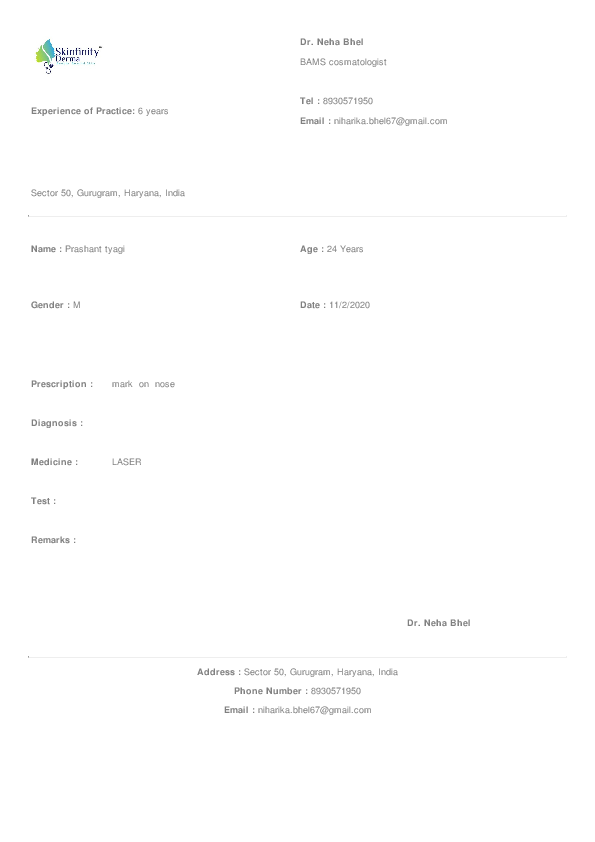 Skinfinity
Derma
Dr. Neha Bhel
BAMS cosmatologist
Tel : 8930571950
Experience of Practice: 6 years
Email : niharika.bhel67@gmail.com
Sector 50, Gurugram, Haryana, India
Name : Prashant tyagi
Age : 24 Years
Gender : M
Date : 11/2/2020
Prescription : mark on nose
Diagnosis :
Medicine : LASER
Test :
Remarks :
Dr. Neha Bhel
Address : Sector 50, Gurugram, Haryana, India
Phone Number : 8930571950
Email : niharika.bhel67@gmail.com